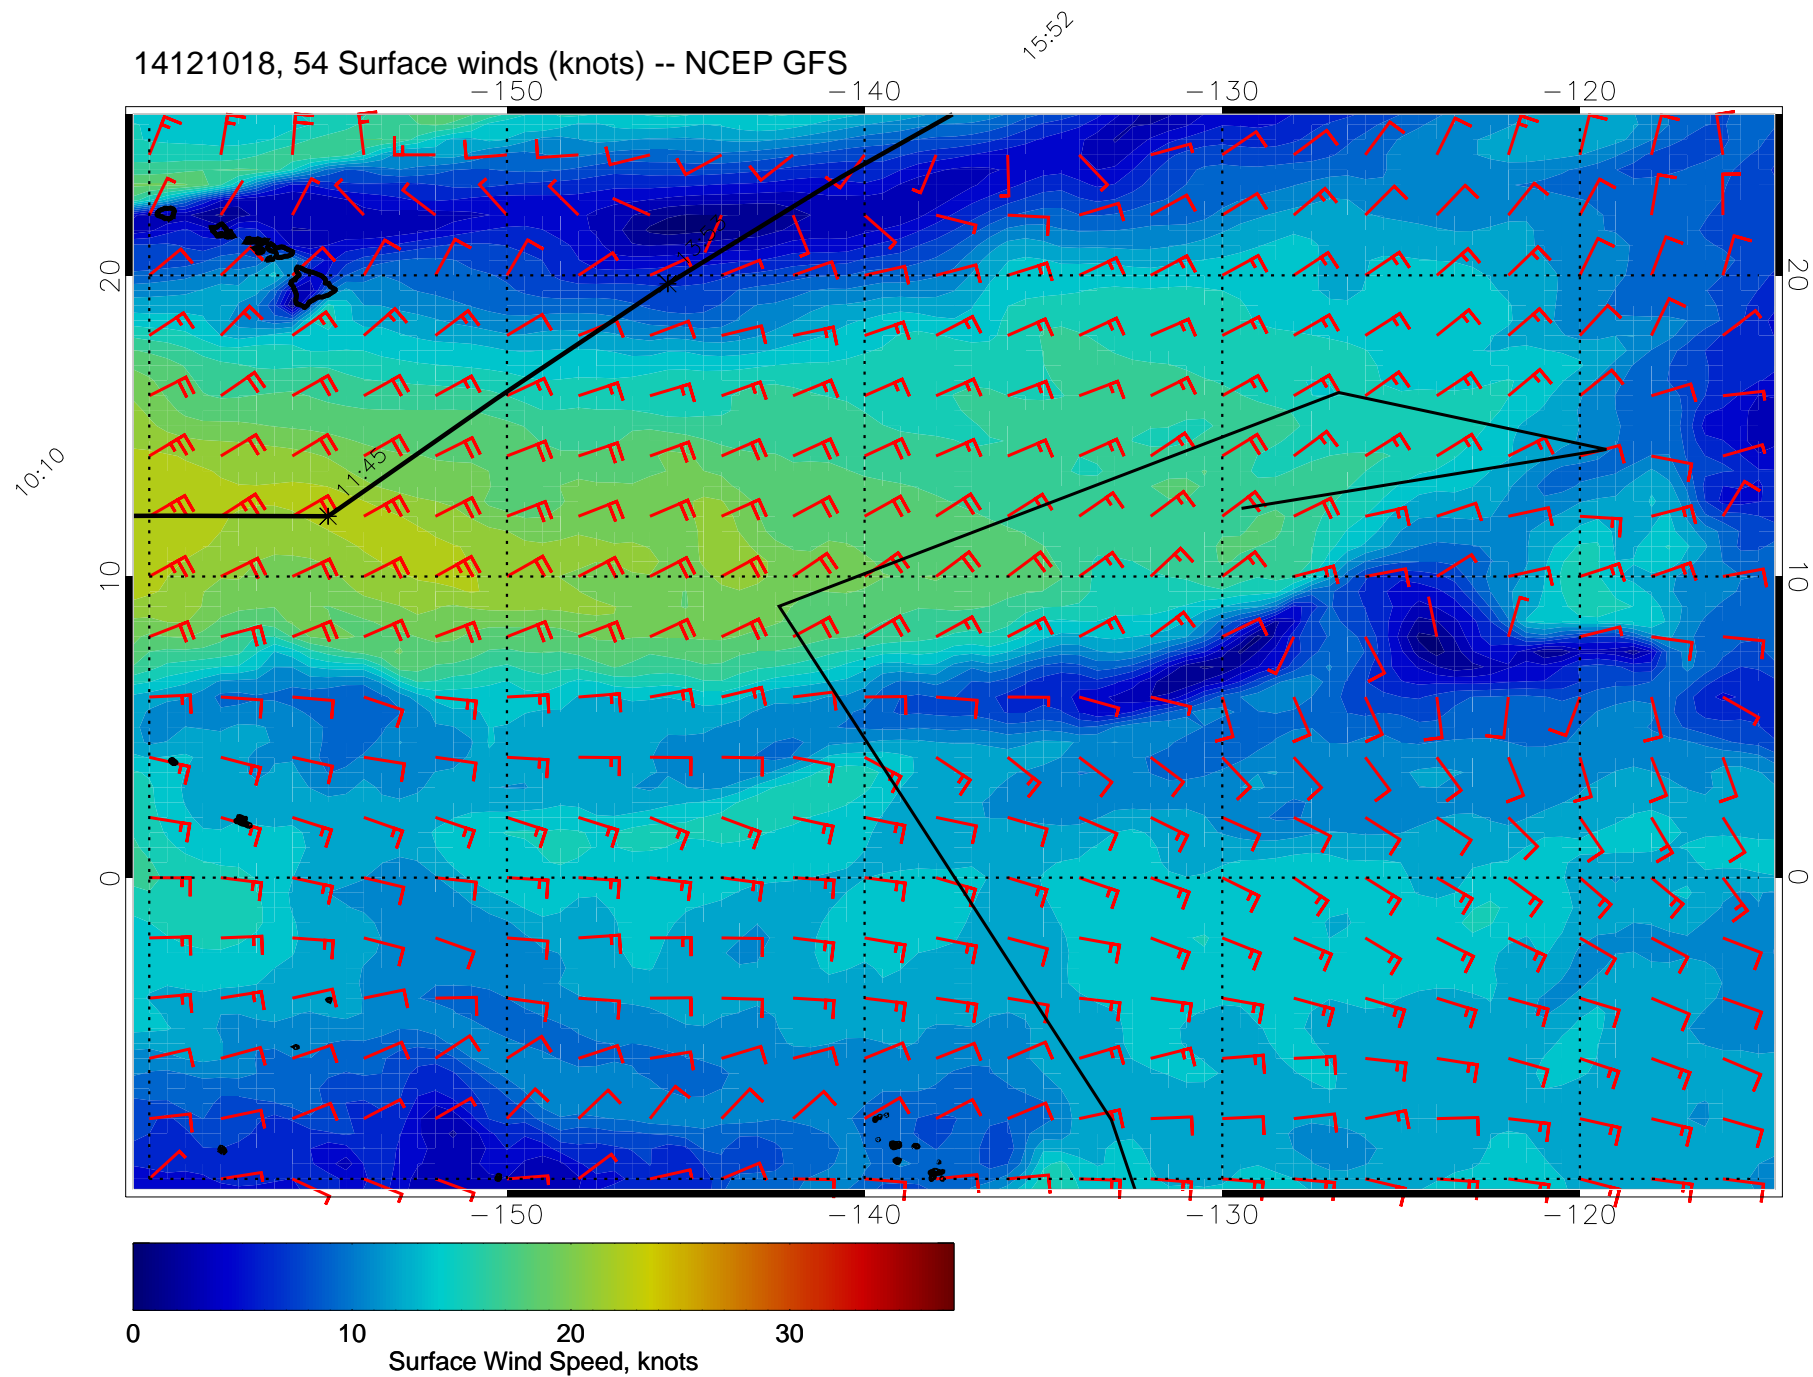 15:52
14121018, 54 Surface winds (knots) -- NCEP GFS
−150 −140 −130 −120
20 20
10:10
11:45
10 10
0 0
−150 −140 −130 −120
0 10 20 30
Surface Wind Speed, knots